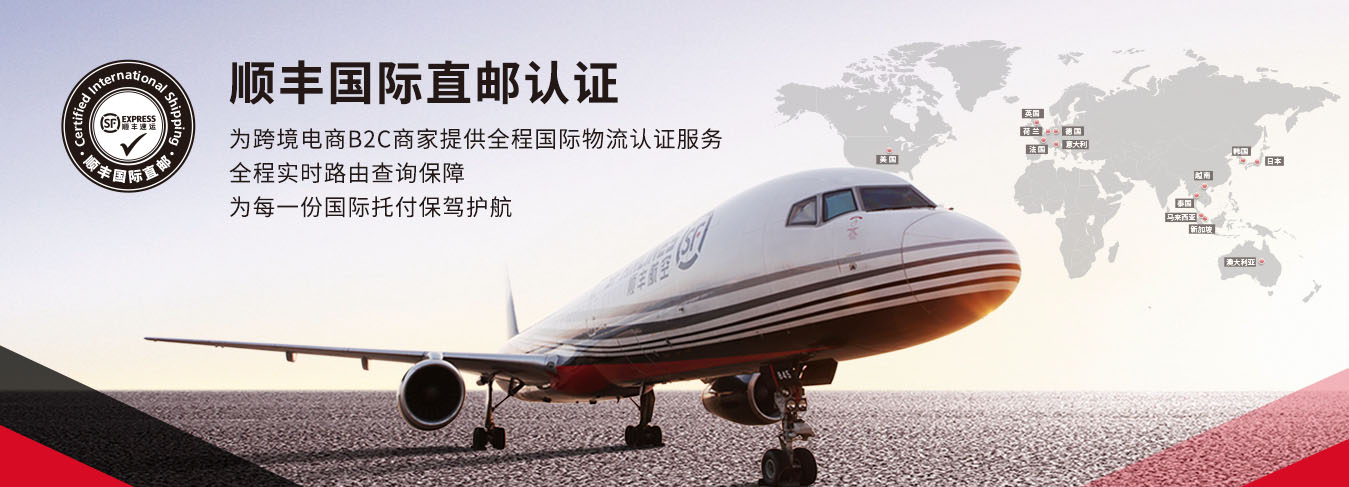 Certified International Shipping
SF EXPRESS
顺丰速运
·顺丰国际直邮·
顺丰国际直邮认证
为跨境电商B2C商家提供全程国际物流认证服务
全程实时路由查询保障
为每一份国际托付保驾护航
SF
顺丰航空
845
美国
英国
荷兰
德国
法国
意大利
韩国
日本
越南
泰国
马来西亚
新加坡
澳大利亚